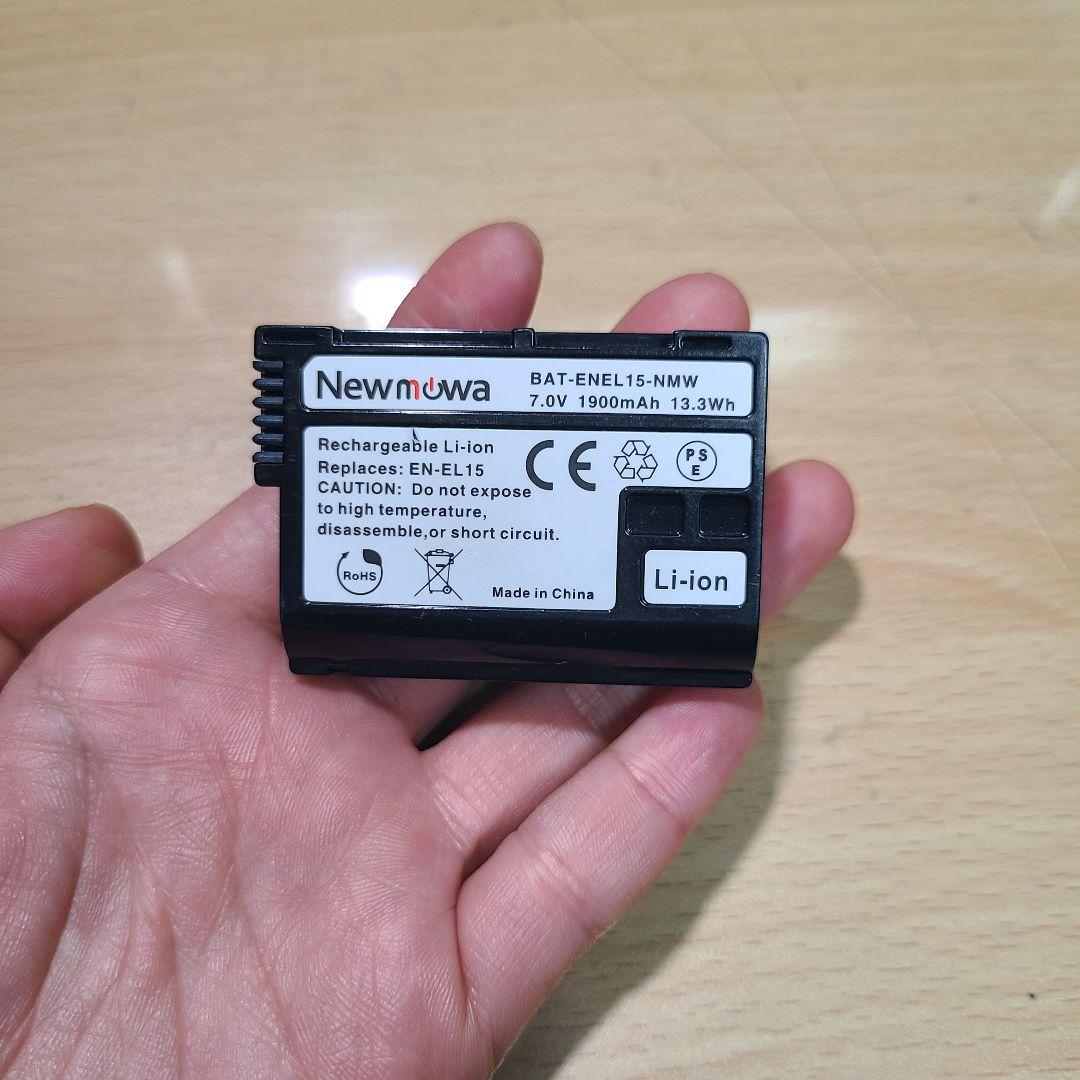 Newmowa
BAT-ENEL15-NMW
7.0V 1900mAh 13.3Wh
Rechargeable Li-ion
Replaces: EN-EL15
CAUTION: Do not expose
to high temperature,
disassemble,or short circuit.
CE
PS
E
RoHS
Made in China
Li-ion